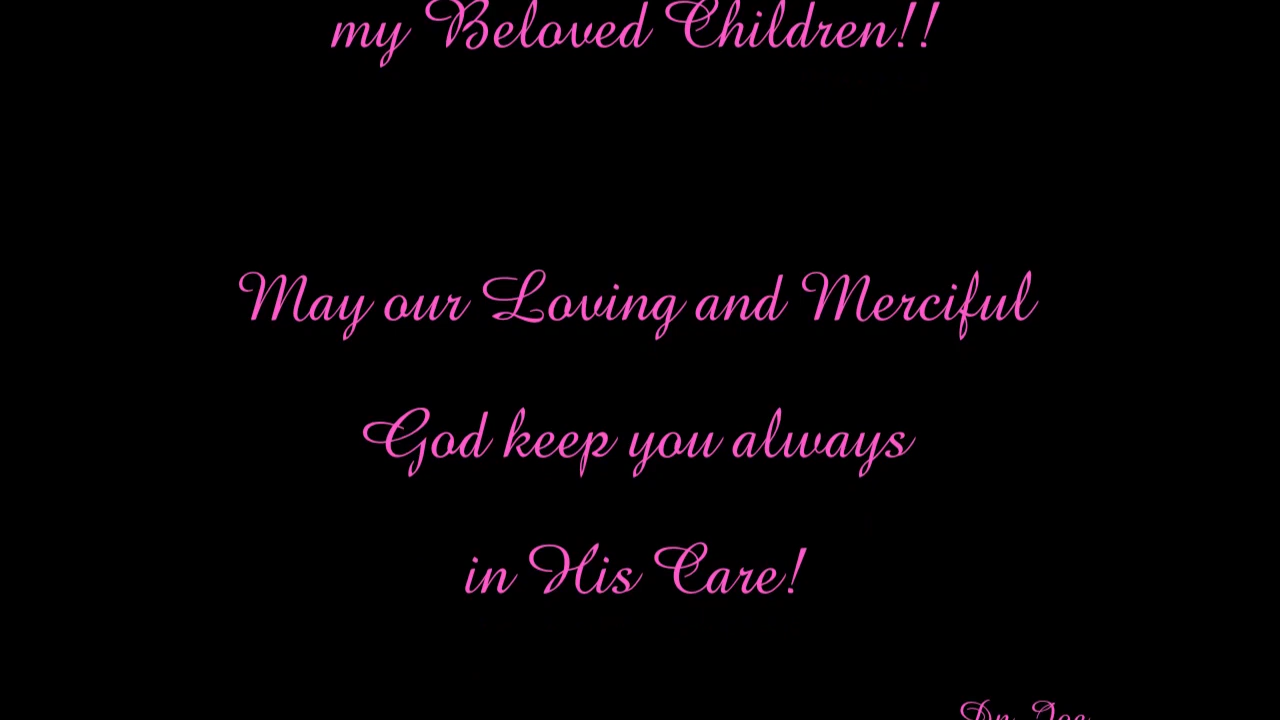 my Beloved Children!!
May our Loving and Merciful
God keep you always
in His Care!